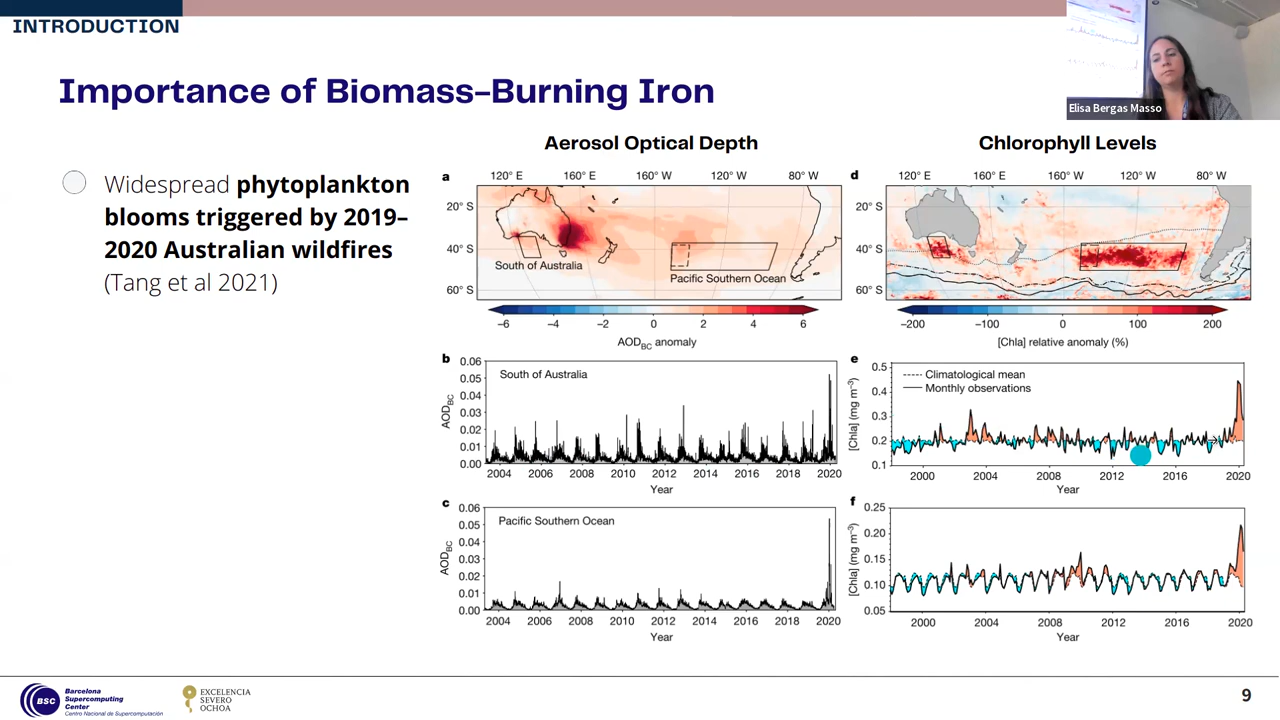 INTRODUCTION
Elisa Bergas Masso
Importance of Biomass-Burning Iron
Widespread phytoplankton
blooms triggered by 2019–
2020 Australian wildfires
(Tang et al 2021)
Aerosol Optical Depth
a
120° E 160° E 160° W 120° W 80° W
20° S
40° S
60° S
South of Australia
Pacific Southern Ocean
−6 −4 −2 0 2 4 6
AODBC anomaly
b
South of Australia
AODBC
0.06
0.05
0.04
0.03
0.02
0.01
0.00
2004 2006 2008 2010 2012 2014 2016 2018 2020
Year
c
Pacific Southern Ocean
AODBC
0.06
0.05
0.04
0.03
0.02
0.01
0.00
2004 2006 2008 2010 2012 2014 2016 2018 2020
Year
Chlorophyll Levels
d
120° E 160° E 160° W 120° W 80° W
20° S
40° S
60° S
−200 −100 0 100 200
[Chla] relative anomaly (%)
e
Climatological mean
Monthly observations
[Chla] (mg m−3)
0.5
0.4
0.3
0.2
0.1
2000 2004 2008 2012 2016 2020
Year
f
[Chla] (mg m−3)
0.25
0.20
0.15
0.10
0.05
2000 2004 2008 2012 2016 2020
Year
BSC
Barcelona
Supercomputing
Center
Centro Nacional de Supercomputación
EXCELENCIA
SEVERO
OCHOA
9